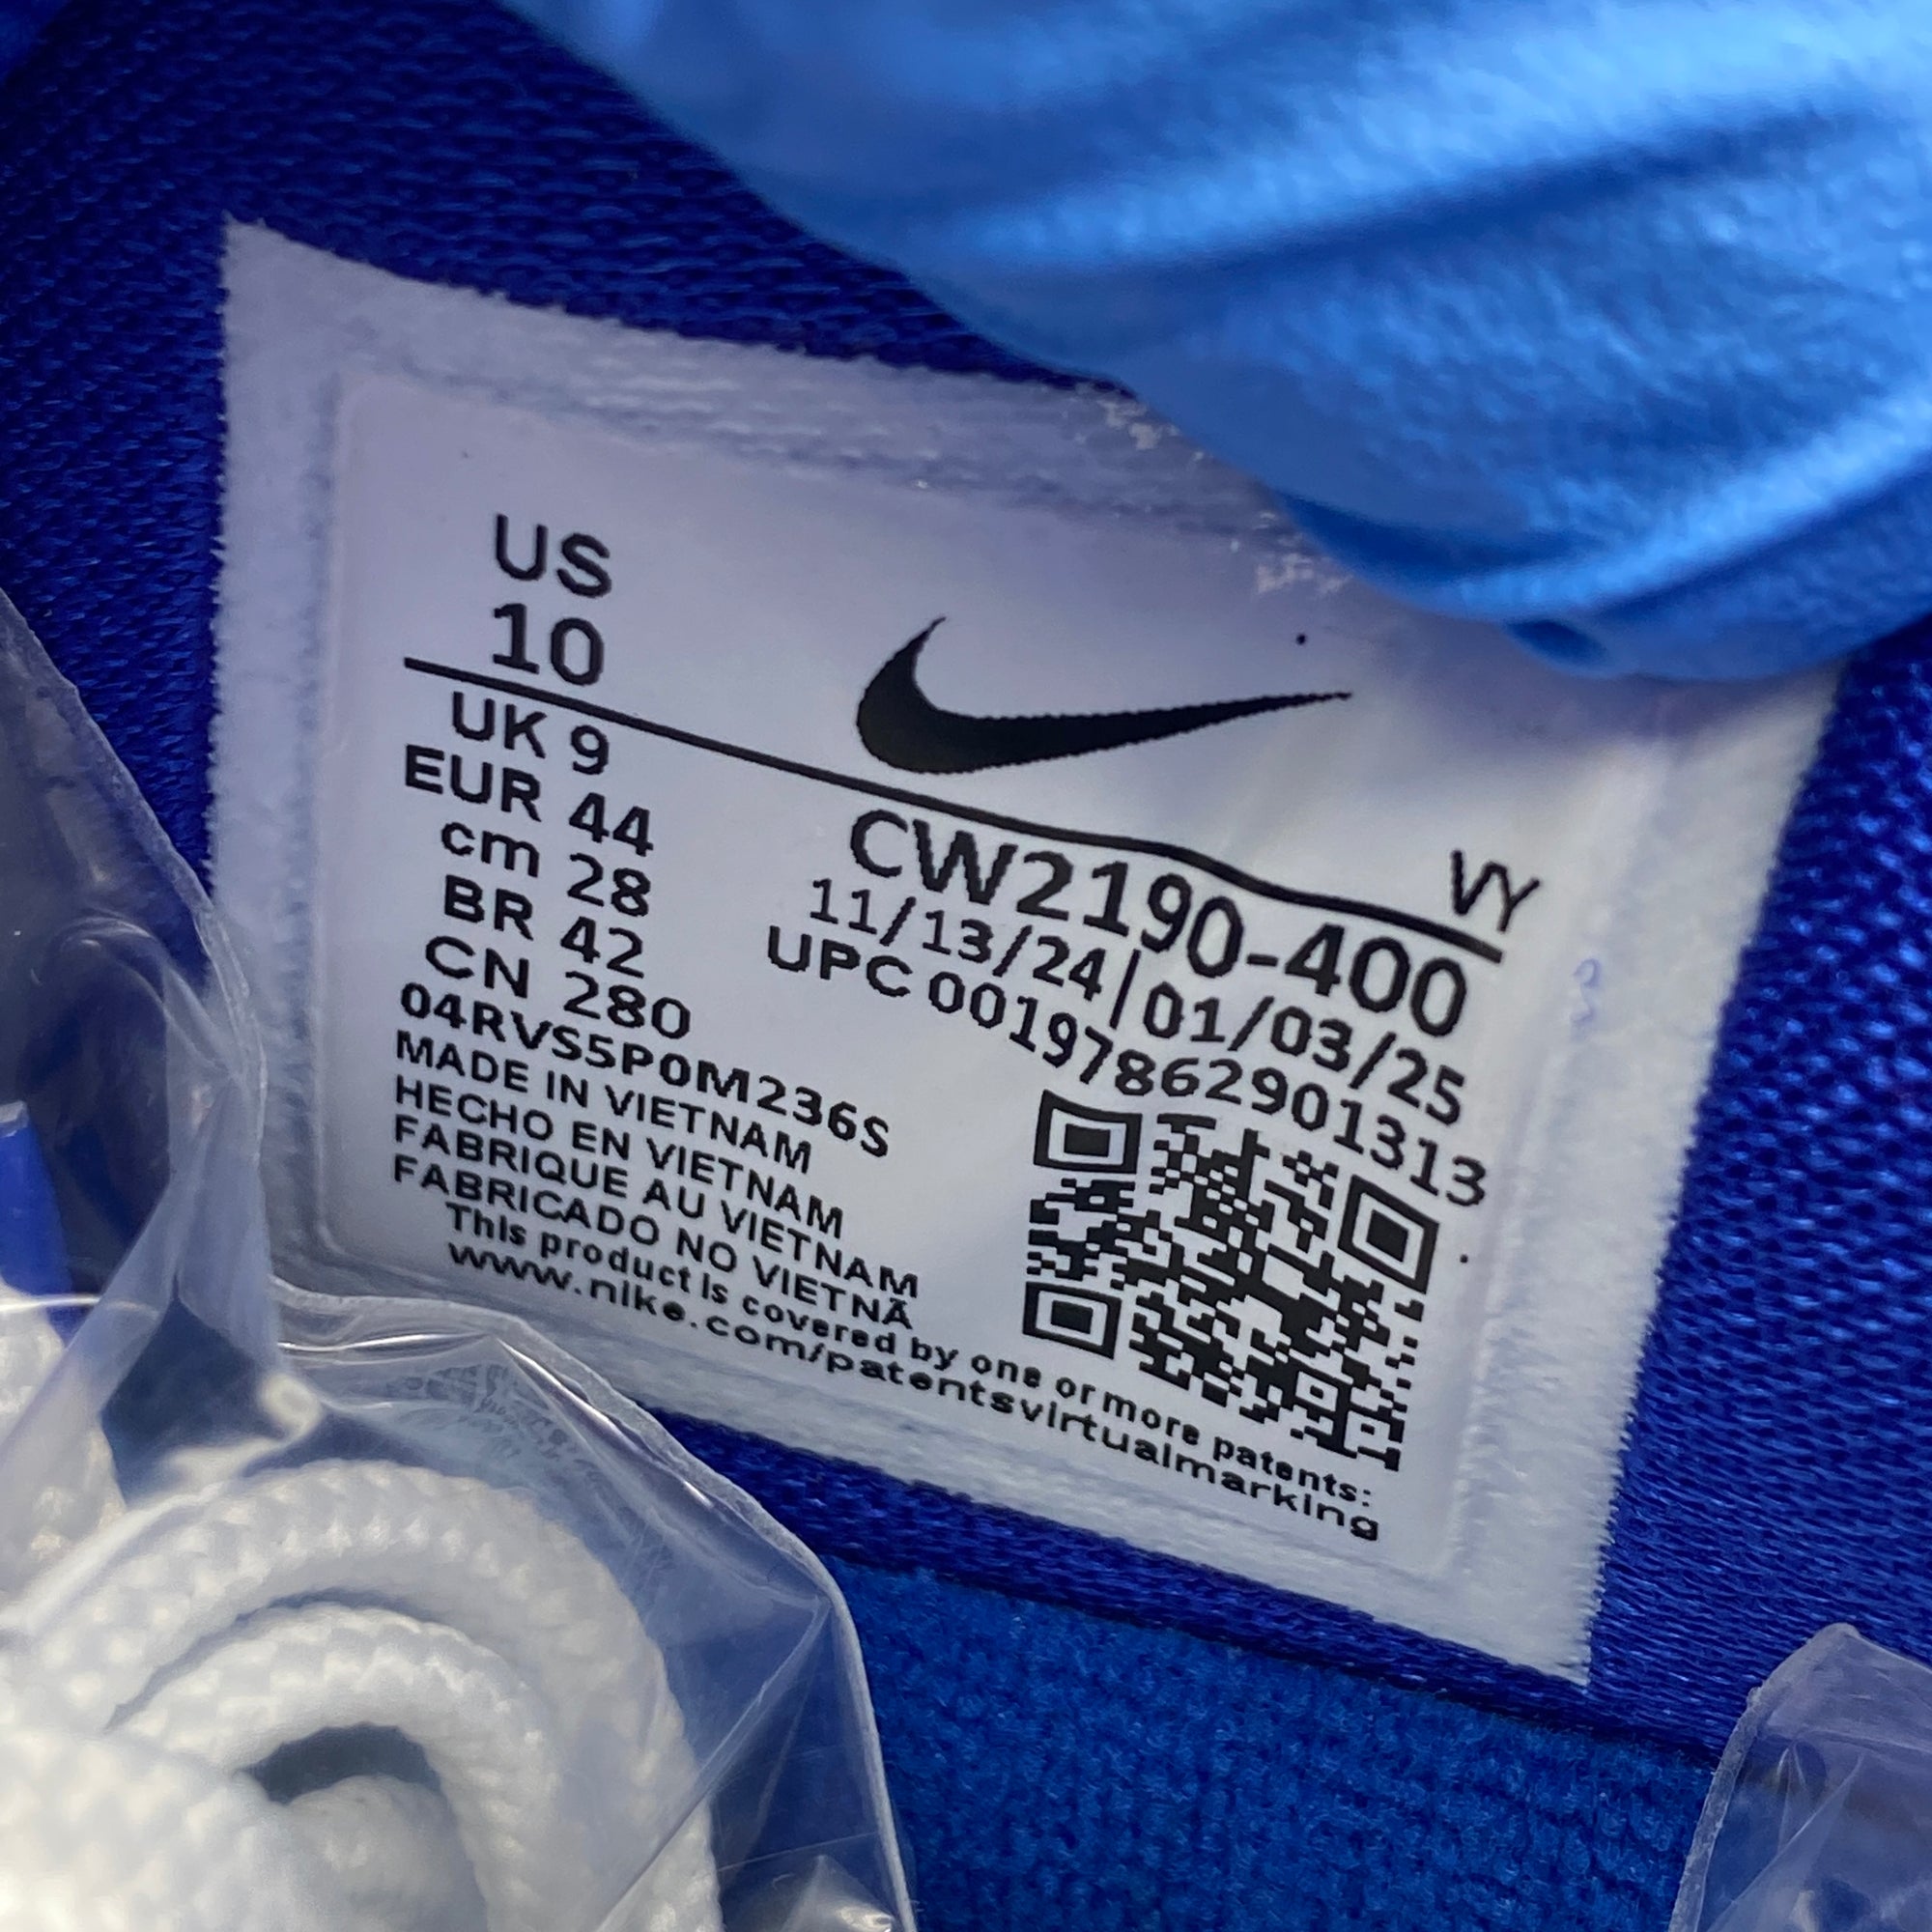 US
10
UK 9
EUR 44
cm 28
BR 42
CN 280
04RVS5P0M236S
MADE IN VIETNAM
HECHO EN VIETNAM
FABRIQUE AU VIETNAM
FABRICADO NO VIETNÃ
This product is covered by one or more patents:
www.nike.com/patentsvirtualmarking
VY
CW2190-400
11/13/24|01/03/25
UPC 00197862901313